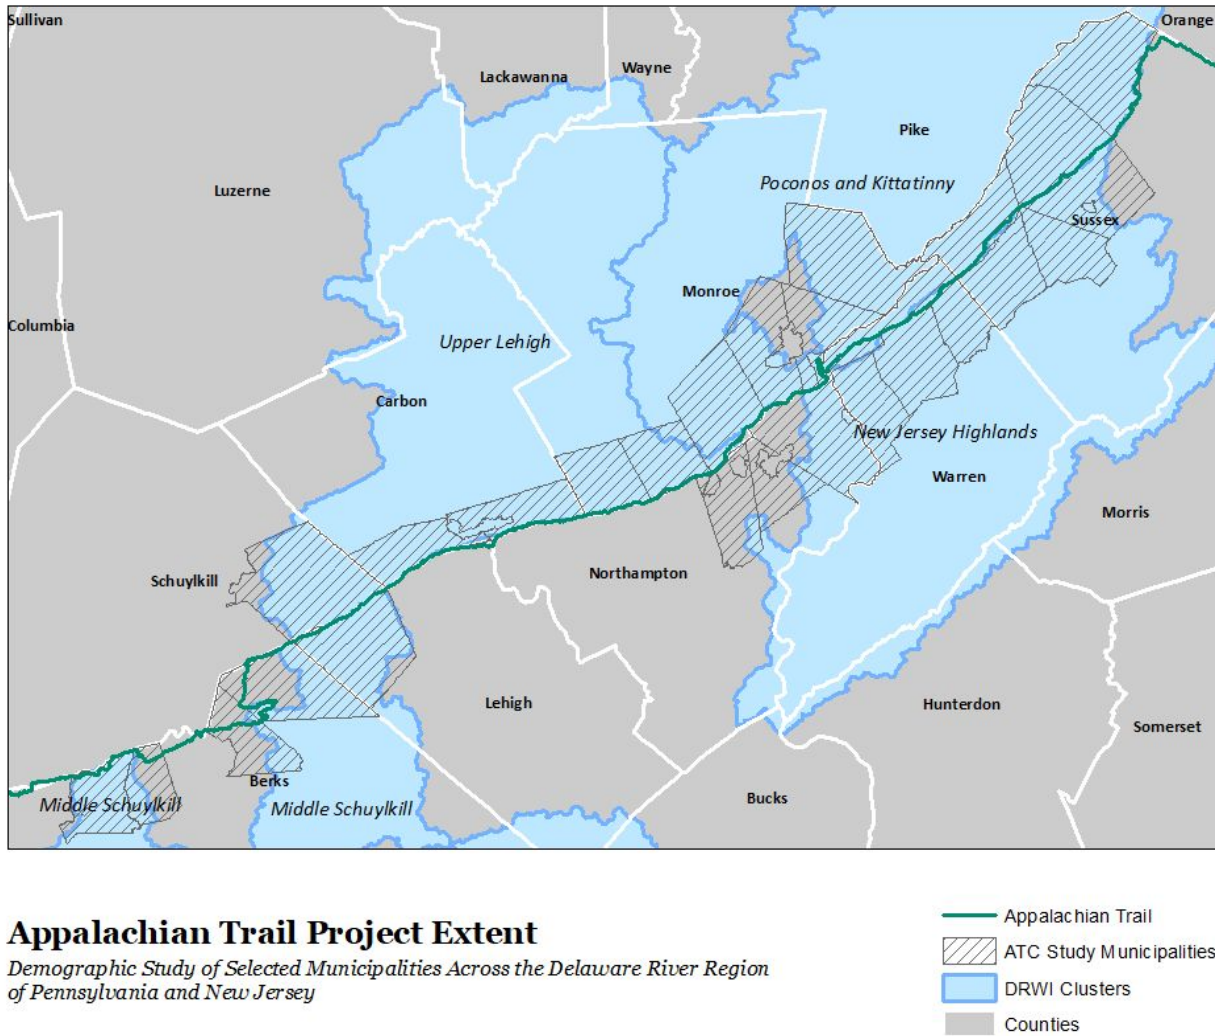 Sullivan
Orange
Lackawanna
Wayne
Pike
Luzerne
Poconos and Kittatinny
Sussex
Monroe
Columbia
Upper Lehigh
Carbon
New Jersey Highlands
Warren
Morris
Northampton
Schuylkill
Lehigh
Hunterdon
Somerset
Berks
Middle Schuylkill
Middle Schuylkill
Bucks
Appalachian Trail Project Extent
Demographic Study of Selected Municipalities Across the Delaware River Region
of Pennsylvania and New Jersey
Appalachian Trail
ATC Study Municipalities
DRWI Clusters
Counties